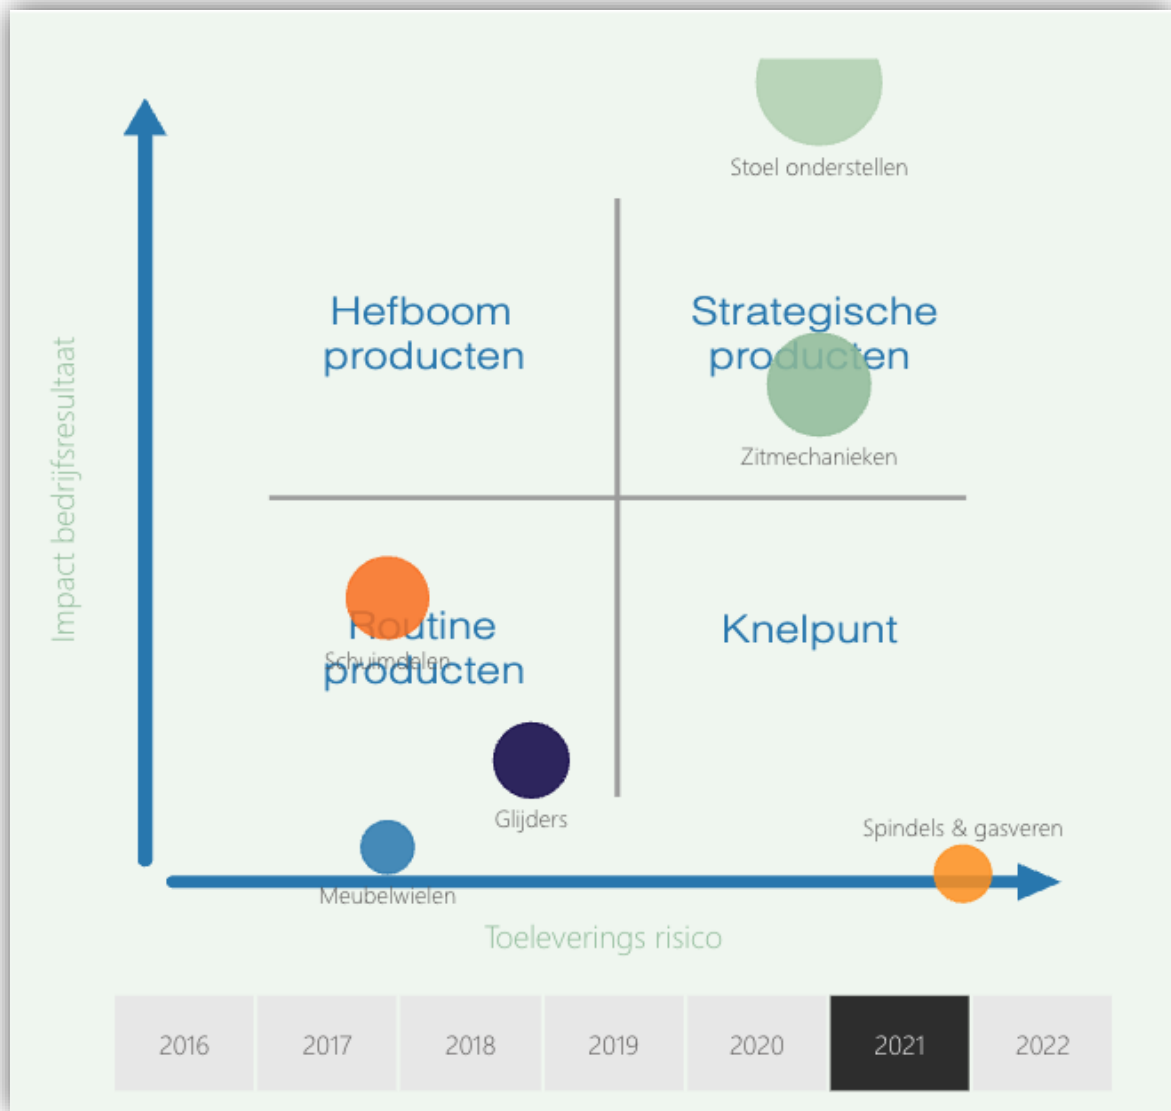 Stoel onderstellen
Hefboom
producten
Strategische
producten
Zitmechanieken
Impact bedrijfsresultaat
Routine
producten
Schuimdelen
Knelpunt
Glijders
Spindels & gasveren
Meubelwielen
Toeleverings risico
2016
2017
2018
2019
2020
2021
2022